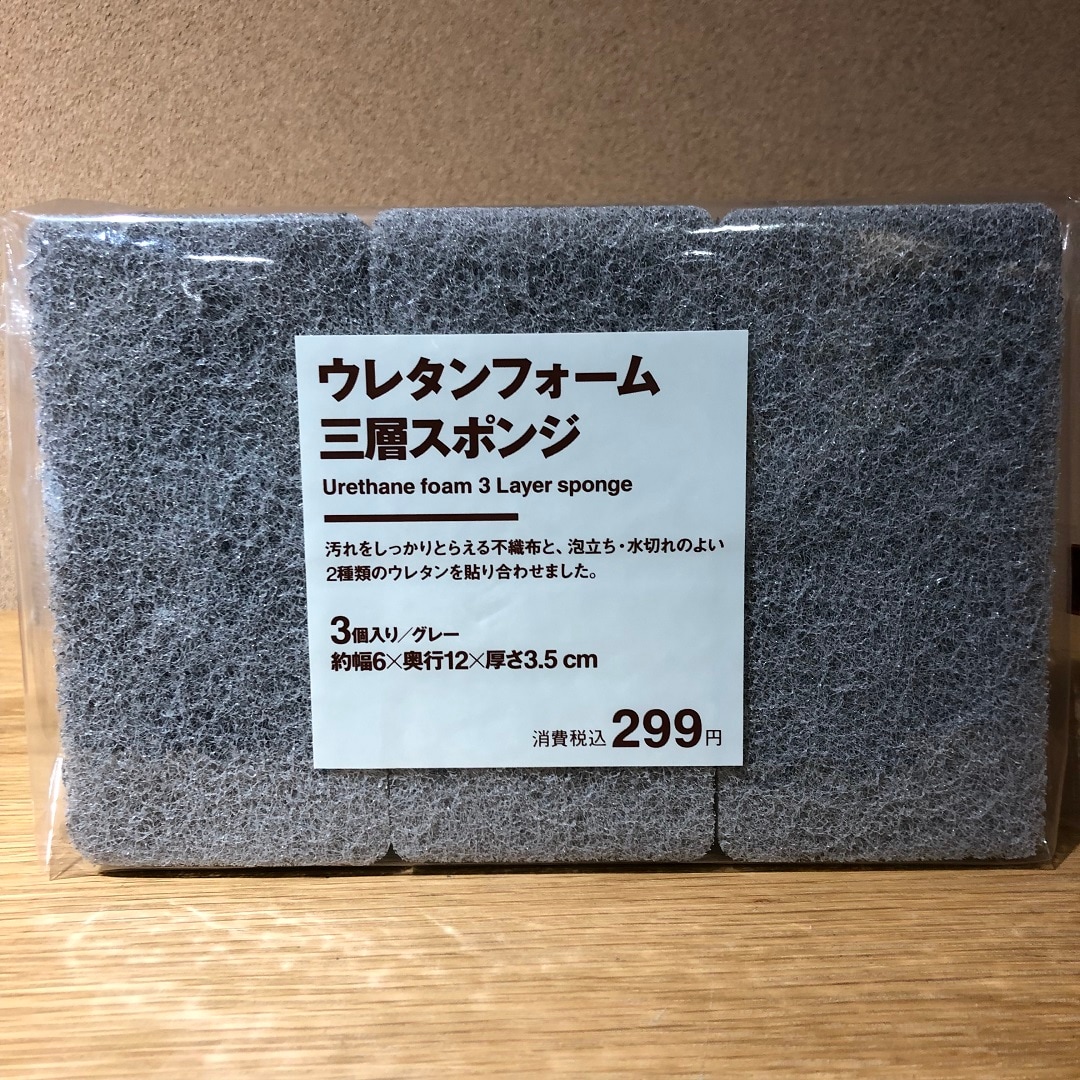 ウレタンフォーム
三層スポンジ
Urethane foam 3 Layer sponge
汚れをしっかりとらえる不織布と、泡立ち・水切れのよい
2種類のウレタンを貼り合わせました。
3個入り／グレー
約幅6×奥行12×厚さ3.5 cm
消費税込 299円